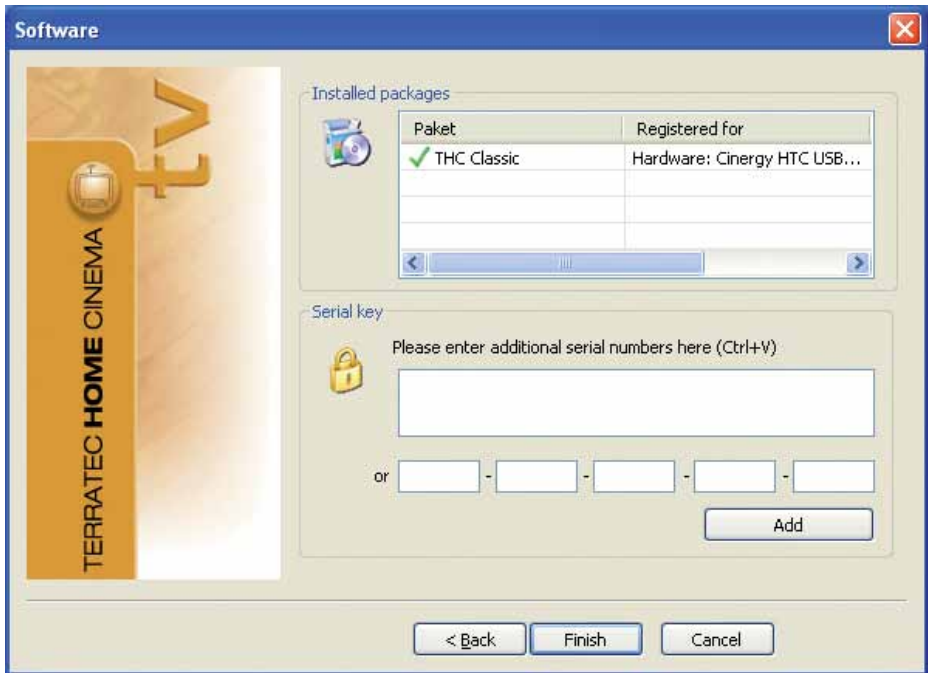 Software
tv
TERRATEC HOME CINEMA
Installed packages
Paket Registered for
THC Classic Hardware: Cinergy HTC USB...
Serial key
Please enter additional serial numbers here (Ctrl+V)
or - - - -
Add
< Back Finish Cancel